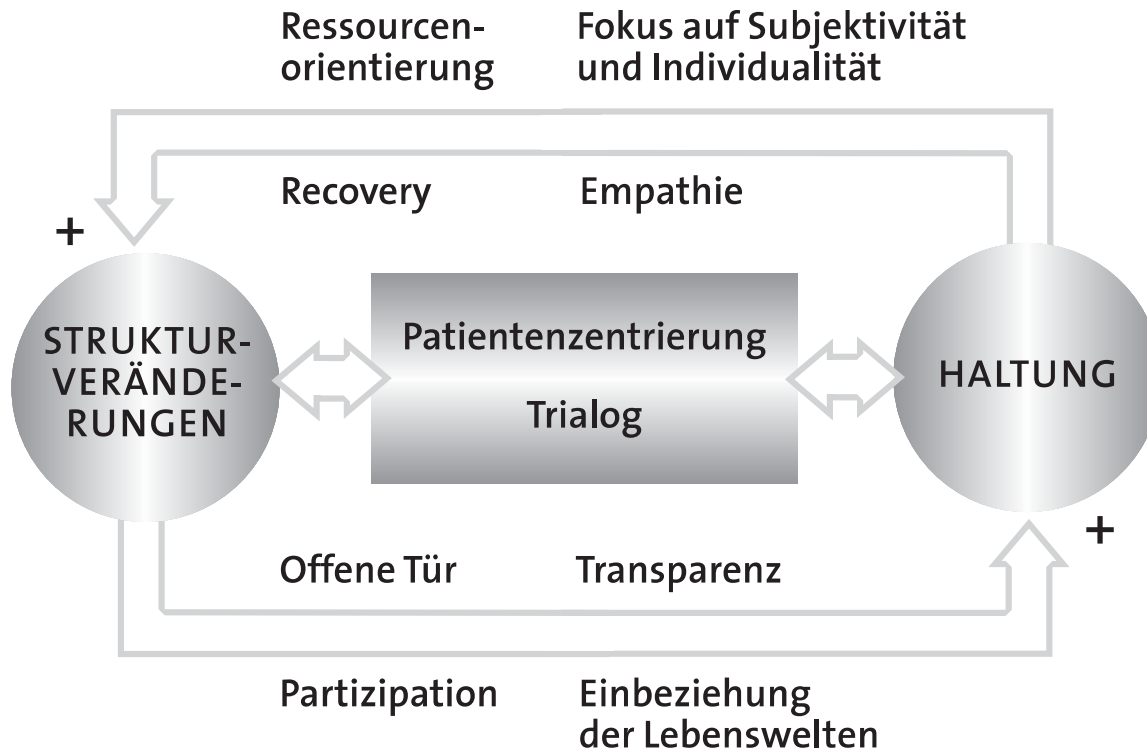 Ressourcen-
orientierung
Fokus auf Subjektivität
und Individualität
Recovery
Empathie
+
STRUKTUR-
VERÄNDE-
RUNGEN
Patientenzentrierung
Trialog
HALTUNG
+
Offene Tür
Transparenz
Partizipation
Einbeziehung
der Lebenswelten